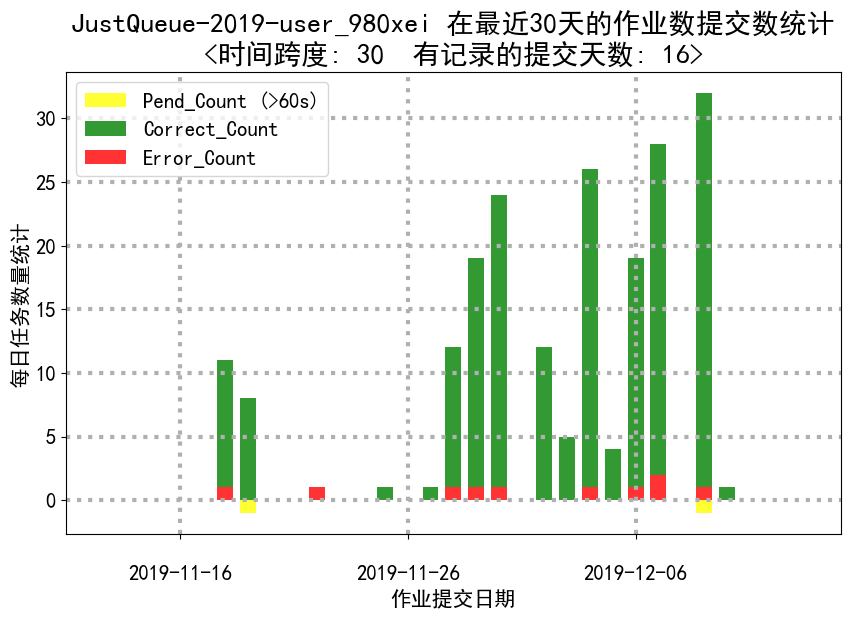 JustQueue-2019-user_980xei 在最近30天的作业数提交数统计
<时间跨度: 30  有记录的提交天数: 16>
Pend_Count (>60s)
Correct_Count
Error_Count
每日任务数量统计
30
25
20
15
10
5
0
2019-11-16
2019-11-26
2019-12-06
作业提交日期